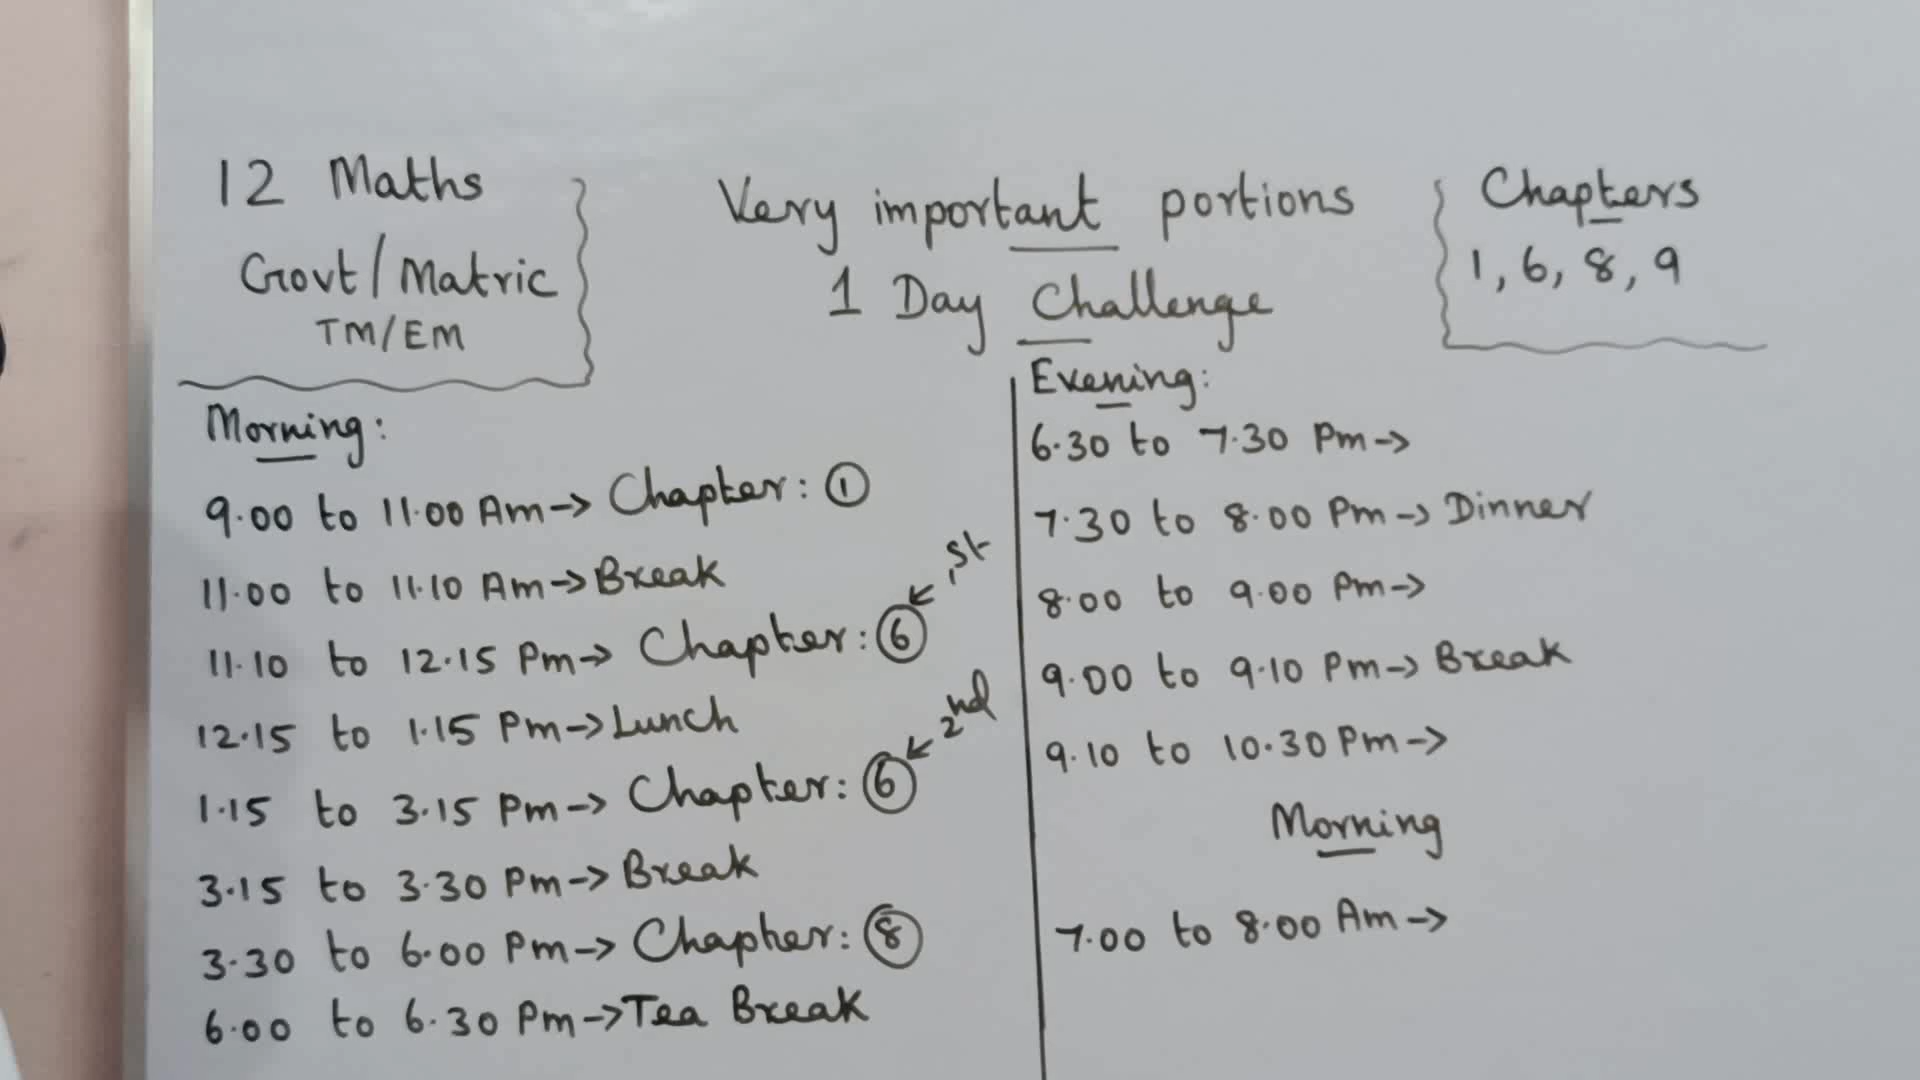 12 Maths
Govt/Matric
TM/EM
Very important portions
1 Day Challenge
Chapters
1, 6, 8, 9
Morning:
9.00 to 11.00 Am-> Chapter: 1
11.00 to 11.10 Am-> Break
11.10 to 12.15 Pm-> Chapter: 6 <- 1st
12.15 to 1.15 Pm-> Lunch
1.15 to 3.15 Pm-> Chapter: 6 <- 2nd
3.15 to 3.30 Pm-> Break
3.30 to 6.00 Pm-> Chapter: 8
6.00 to 6.30 Pm-> Tea Break
Evening:
6.30 to 7.30 Pm->
7.30 to 8.00 Pm-> Dinner
8.00 to 9.00 Pm->
9.00 to 9.10 Pm-> Break
9.10 to 10.30 Pm->
Morning
7.00 to 8.00 Am->